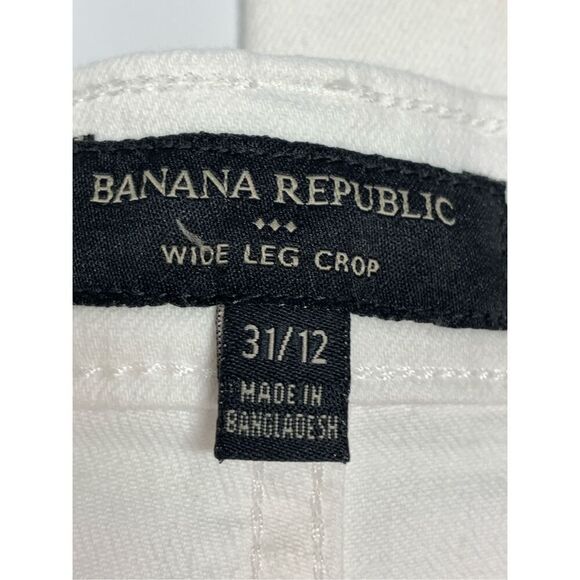 BANANA REPUBLIC
WIDE LEG CROP
31/12
MADE IN
BANGLADESH